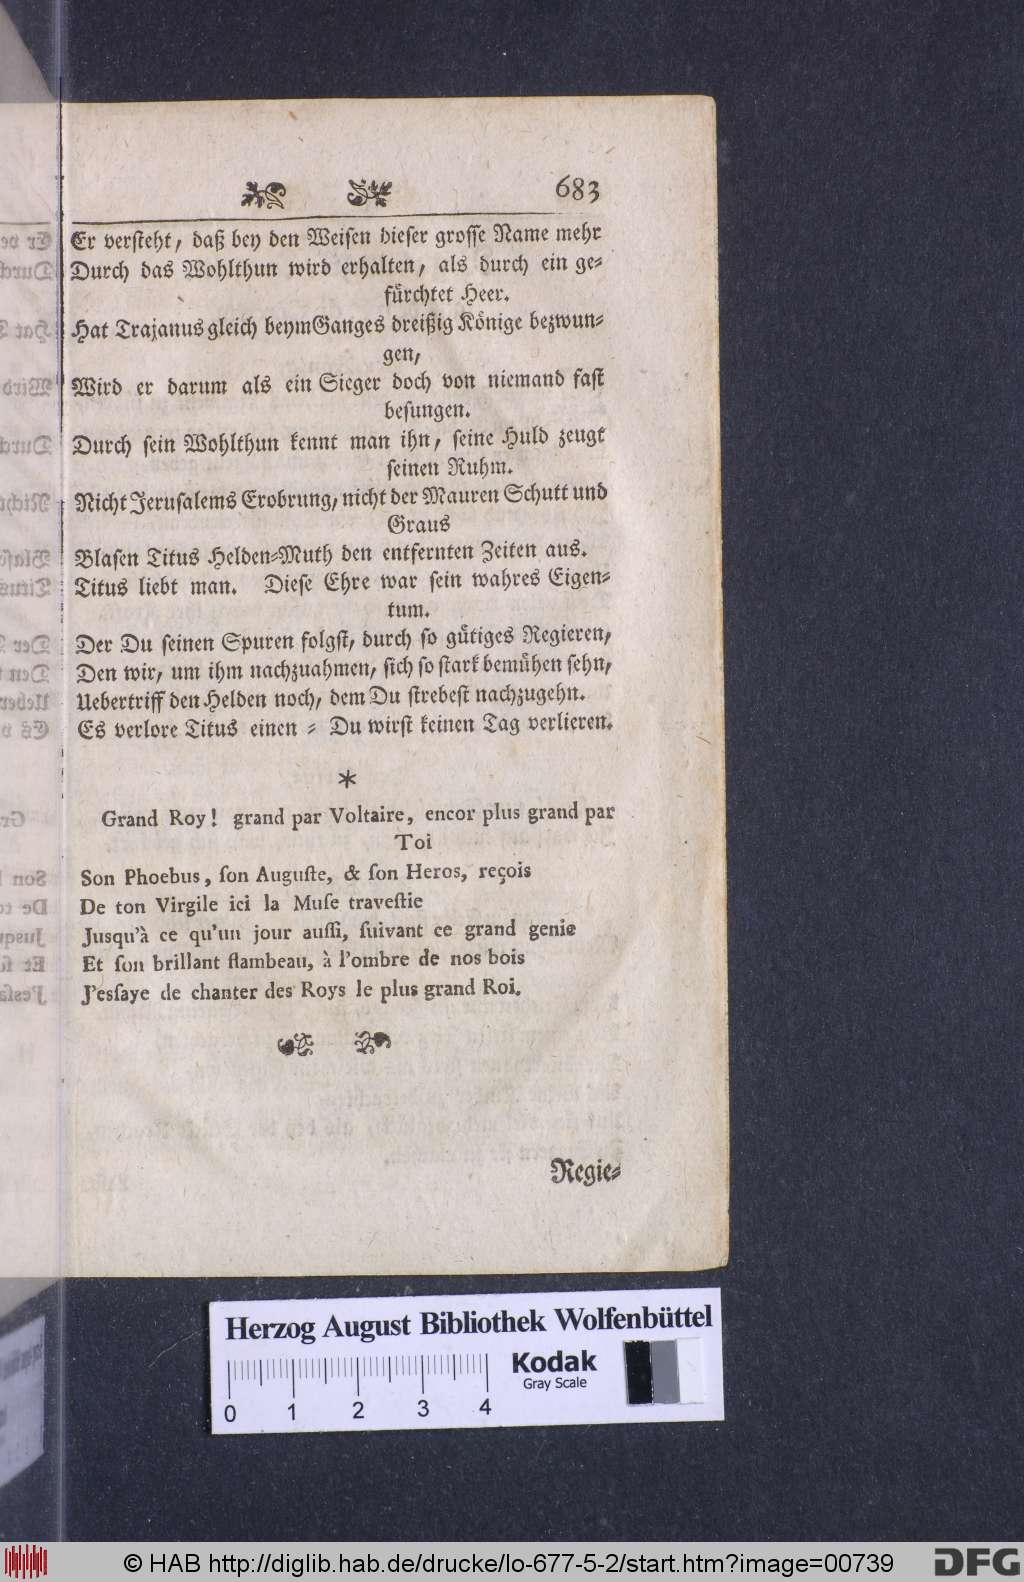 683
Er versteht, daß bey den Weisen dieser grosse Name mehr
Durch das Wohlthun wird erhalten, als durch ein ge-
fürchtet Heer.
Hat Trajanus gleich beym Ganges dreißig Könige bezwun-
gen,
Wird er darum als ein Sieger doch von niemand fast
besungen.
Durch sein Wohlthun kennt man ihn, seine Huld zeugt
seinen Ruhm.
Nicht Jerusalems Erobrung, nicht der Mauren Schutt und
Graus
Blasen Titus Helden-Muth den entfernten Zeiten aus.
Titus liebt man. Diese Ehre war sein wahres Eigen-
tum.
Der Du seinen Spuren folgst, durch so gütiges Regieren,
Den wir, um ihm nachzuahmen, sich so stark bemühen sehn,
Uebertriff den Helden noch, dem Du strebest nachzugehn.
Es verlore Titus einen - Du wirst keinen Tag verlieren.
*
Grand Roy! grand par Voltaire, encor plus grand par
Toi
Son Phoebus, ſon Auguſte, & ſon Heros, reçois
De ton Virgile ici la Muſe traveſtie
Jusqu'à ce qu'un jour auſſi, ſuivant ce grand genie
Et ſon brillant flambeau, à l'ombre de nos bois
J'esſaye de chanter des Roys le plus grand Roi.
Regie-
Herzog August Bibliothek Wolfenbüttel
Kodak
Gray Scale
0 1 2 3 4
© HAB http://diglib.hab.de/drucke/lo-677-5-2/start.htm?image=00739
DFG